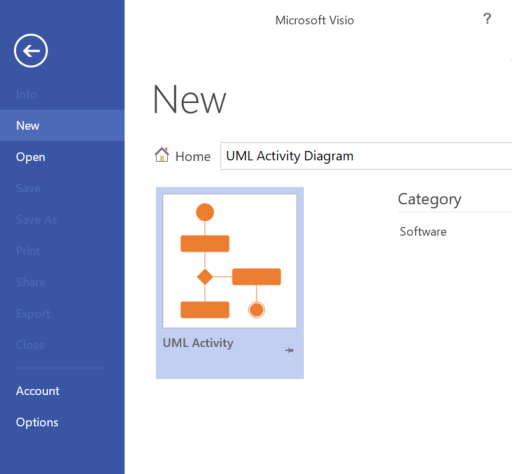 Microsoft Visio
?
Info
New
Open
Save
Save As
Print
Share
Export
Close
Account
Options
New
Home
UML Activity Diagram
UML Activity
Category
Software